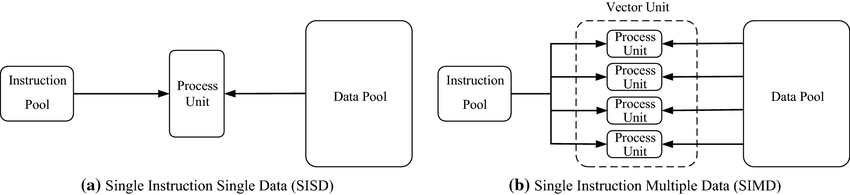 Instruction
Pool
Process
Unit
Data Pool
(a) Single Instruction Single Data (SISD)
Vector Unit
Instruction
Pool
Process
Unit
Process
Unit
Process
Unit
Process
Unit
Data Pool
(b) Single Instruction Multiple Data (SIMD)